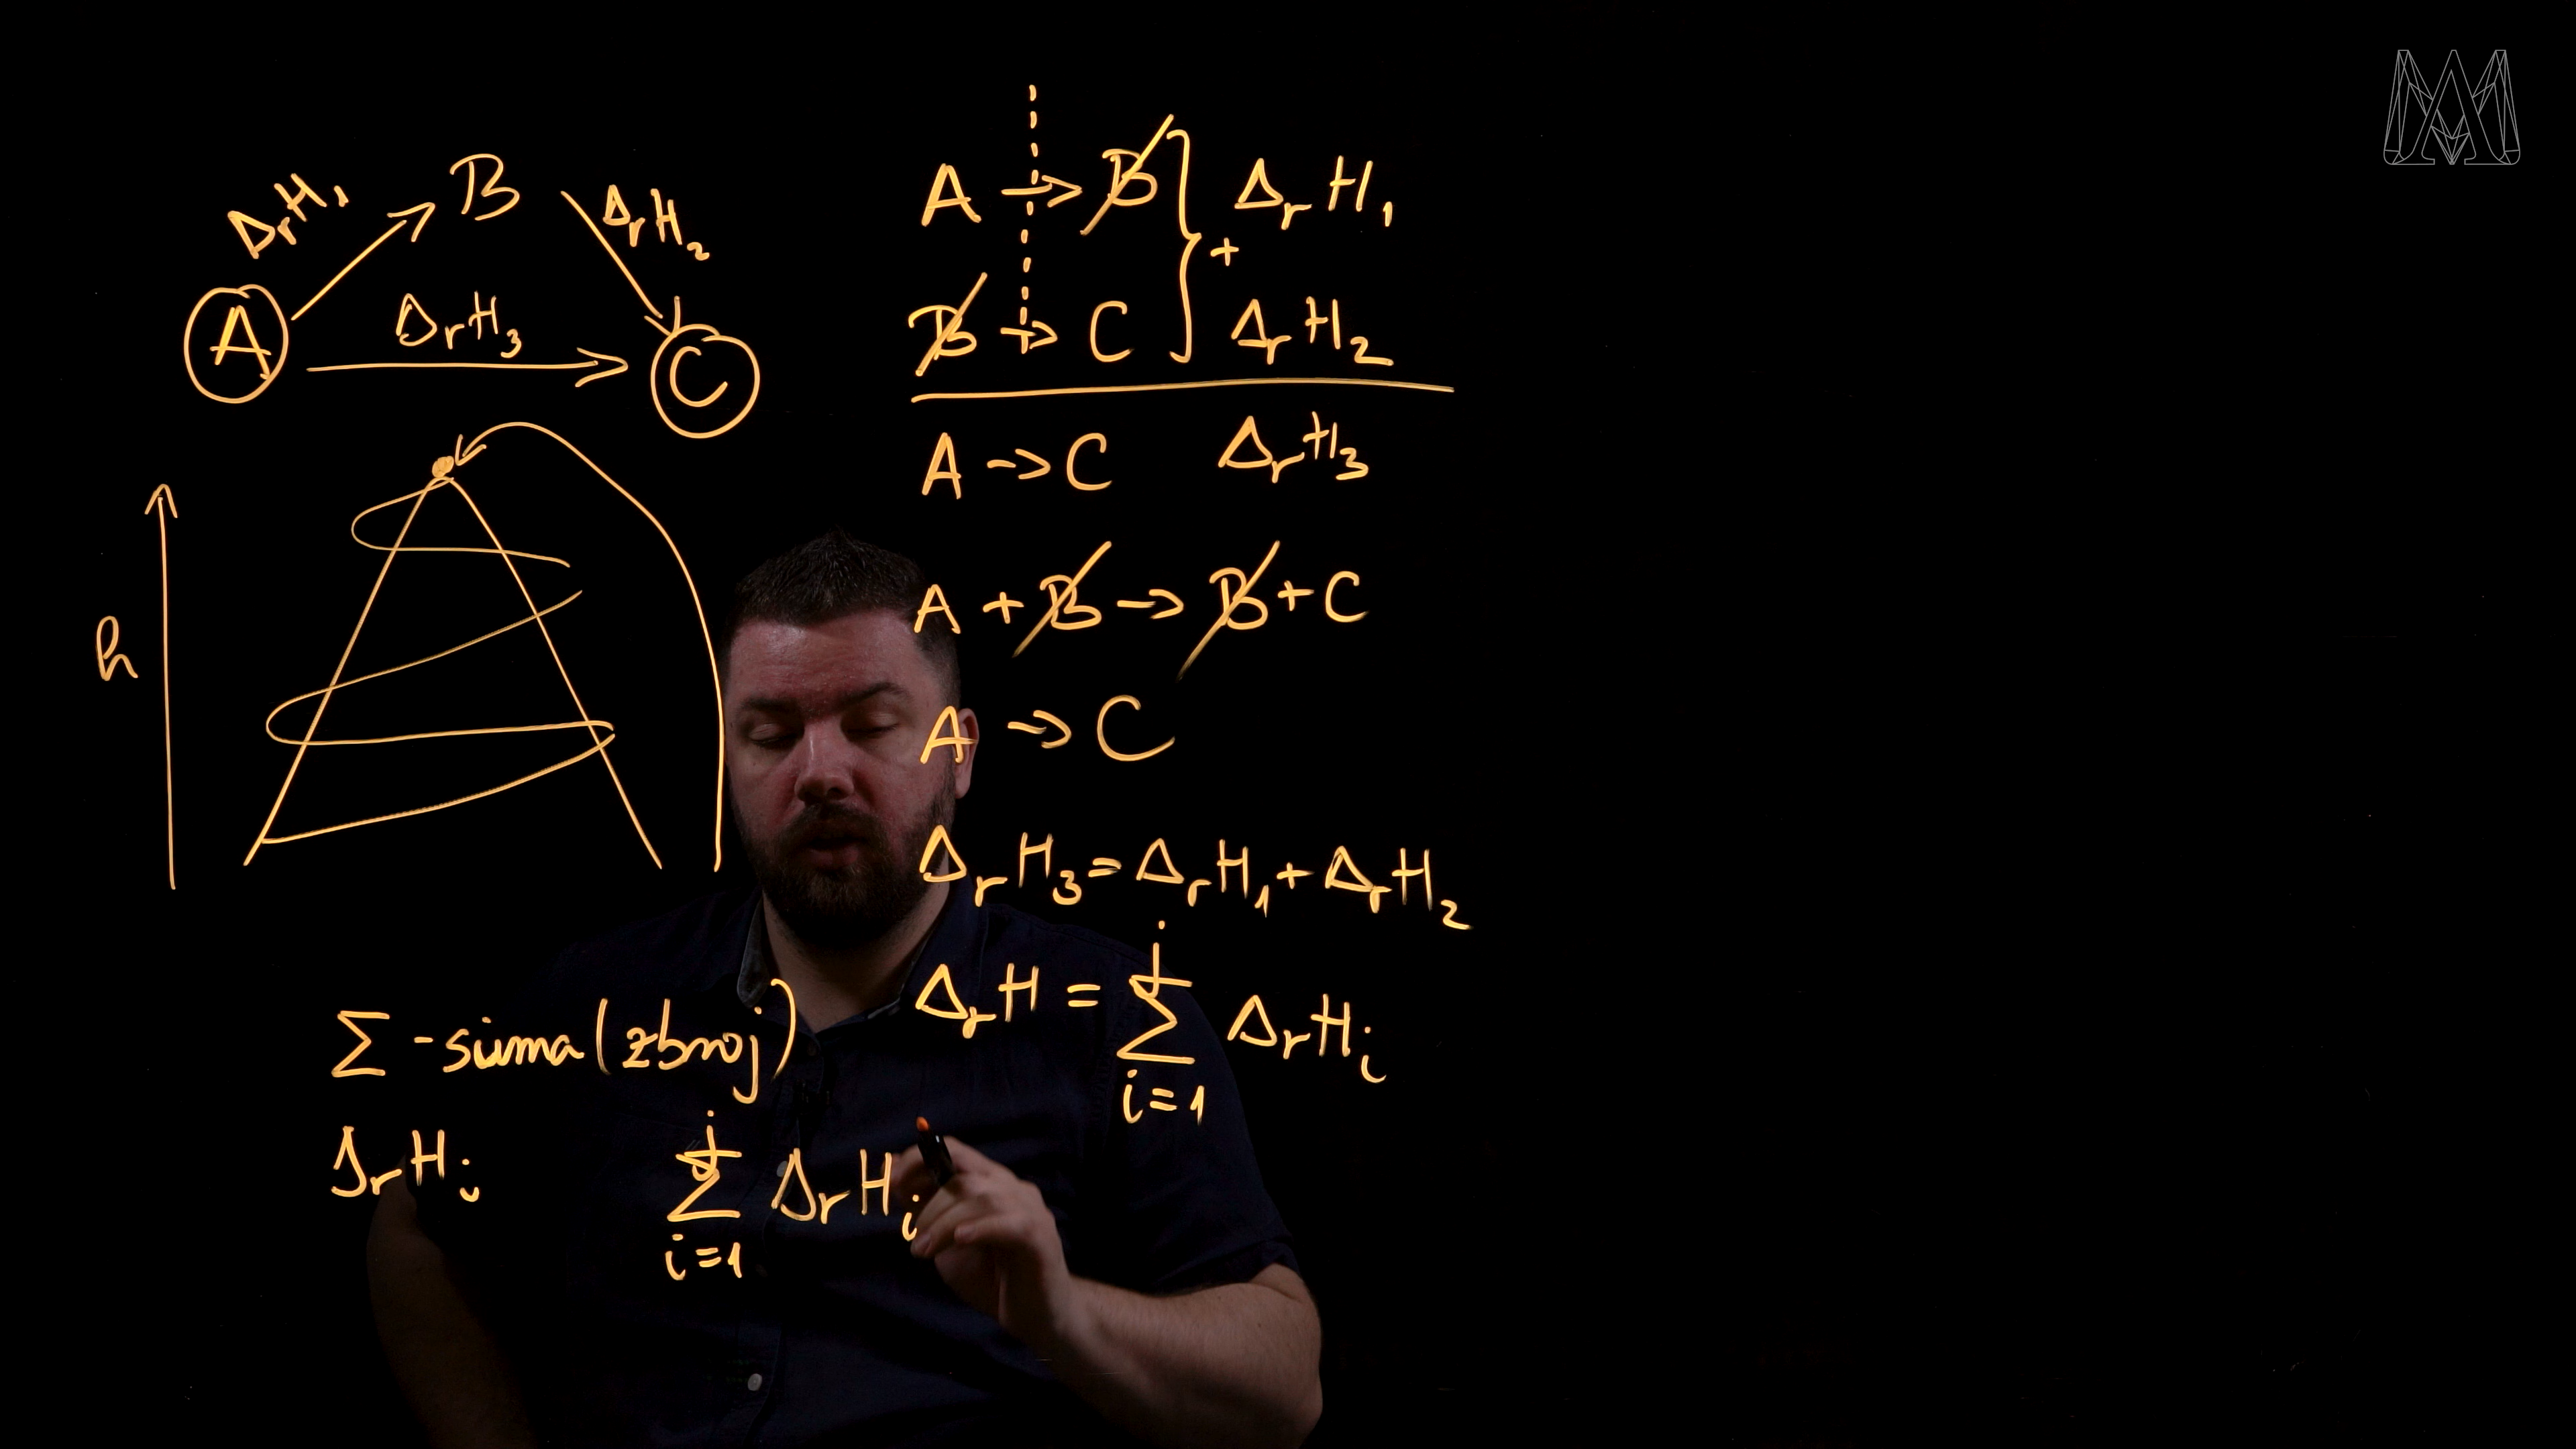 ΔrH1 B ΔrH2
A ΔrH3 C
h
A → B } ΔrH1
+
B → C ΔrH2
A → C ΔrH3
A + B → B + C
A → C
ΔrH3 = ΔrH1 + ΔrH2
j
ΔrH = Σ ΔrHi
i=1
Σ - suma (zbroj)
ΔrHi
j
Σ ΔrHi
i=1